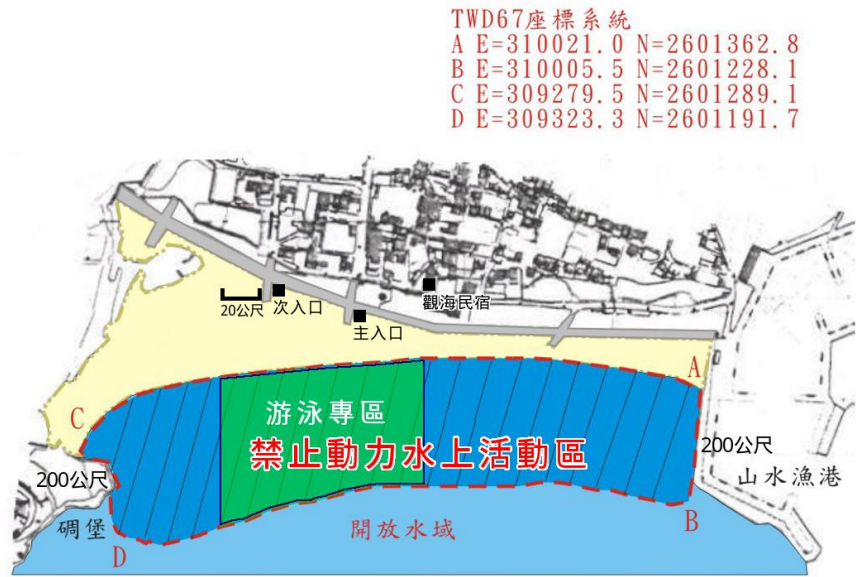 TWD67座標系統
A E=310021.0 N=2601362.8
B E=310005.5 N=2601228.1
C E=309279.5 N=2601289.1
D E=309323.3 N=2601191.7
20公尺
次入口
觀海民宿
主入口
A
C
游泳專區
禁止動力水上活動區
200公尺
200公尺
山水漁港
碉堡
開放水域
B
D